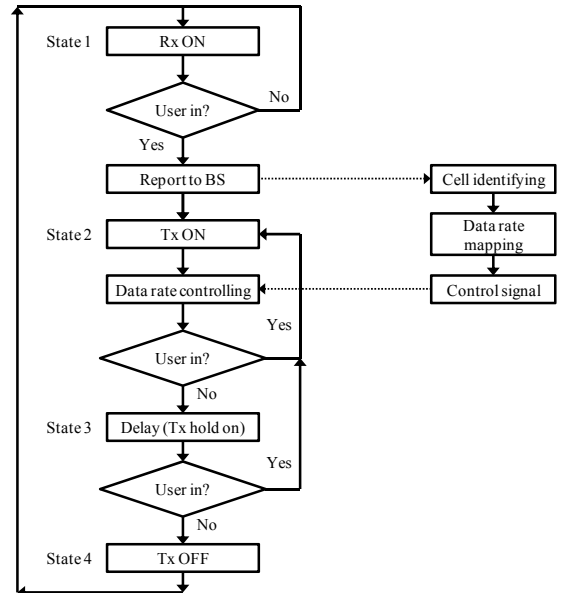 State 1
Rx ON
User in?
No
Yes
Report to BS
Cell identifying
State 2
Tx ON
Data rate
mapping
Data rate controlling
Control signal
Yes
User in?
No
State 3
Delay (Tx hold on)
Yes
User in?
No
State 4
Tx OFF